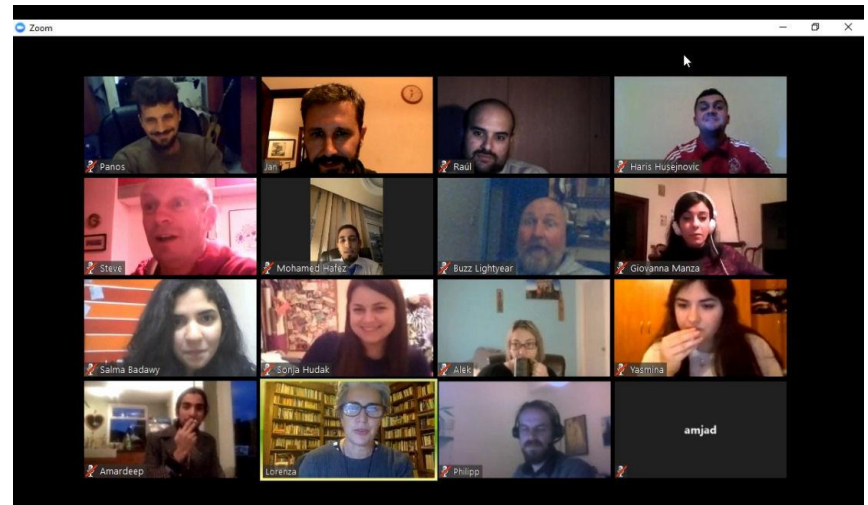 Zoom
Panos
Jan
Raúl
Haris Husejnovic
Steve
Mohamed Hafez
Buzz Lightyear
Giovanna Manza
Salma Badawy
Sonja Hudak
Alek
Yasmina
Amardeep
Lorenza
Philipp
amjad